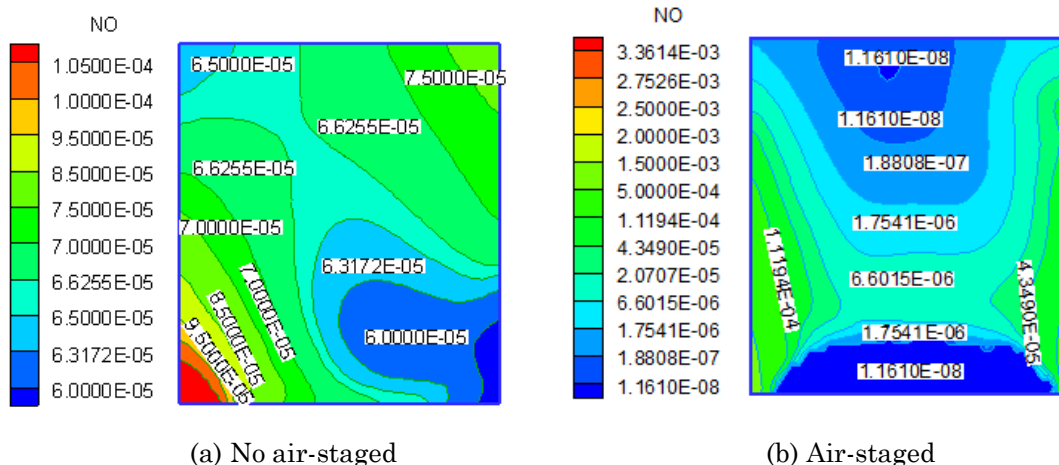 NO
1.0500E-04
1.0000E-04
9.5000E-05
8.5000E-05
7.5000E-05
7.0000E-05
6.6255E-05
6.5000E-05
6.3172E-05
6.0000E-05
6.5000E-05
7.5000E-05
6.6255E-05
6.6255E-05
7.0000E-05
6.3172E-05
7.0000E-05
8.5000E-05
9.5000E-05
6.0000E-05
(a) No air-staged
NO
3.3614E-03
2.7526E-03
2.5000E-03
2.0000E-03
1.5000E-03
5.0000E-04
1.1194E-04
4.3490E-05
2.0707E-05
6.6015E-06
1.7541E-06
1.8808E-07
1.1610E-08
1.1610E-08
1.1610E-08
1.8808E-07
1.7541E-06
1.1194E-04
6.6015E-06
4.3490E-05
1.7541E-06
1.1610E-08
(b) Air-staged